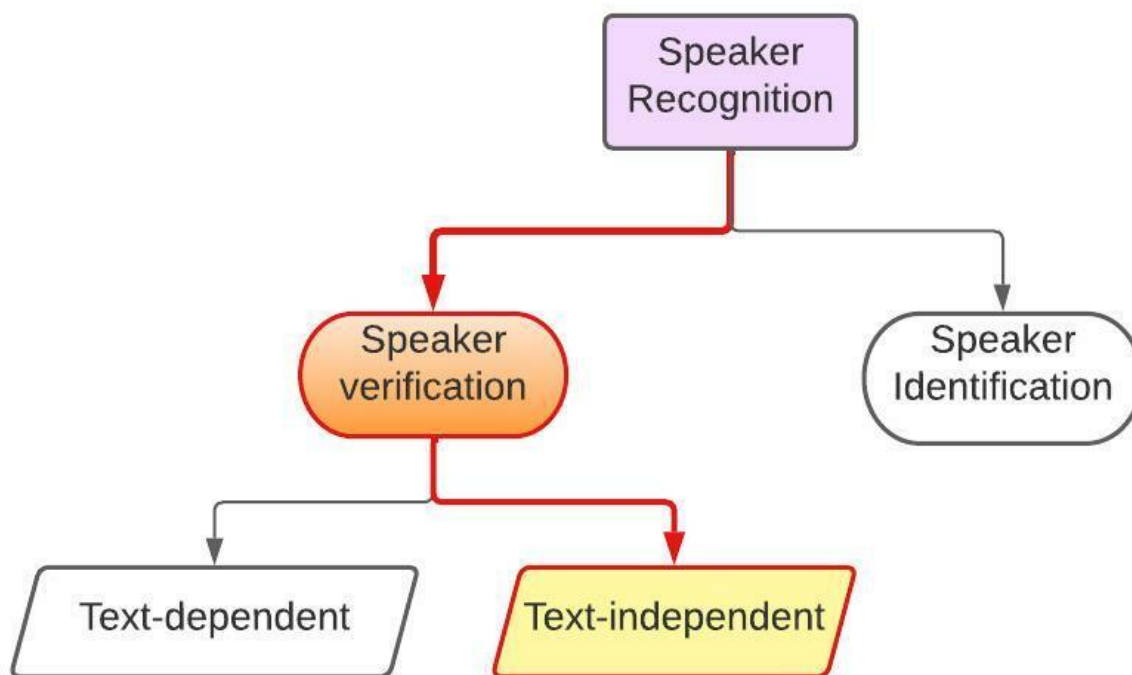 Speaker
Recognition
Speaker
verification
Speaker
Identification
Text-dependent
Text-independent